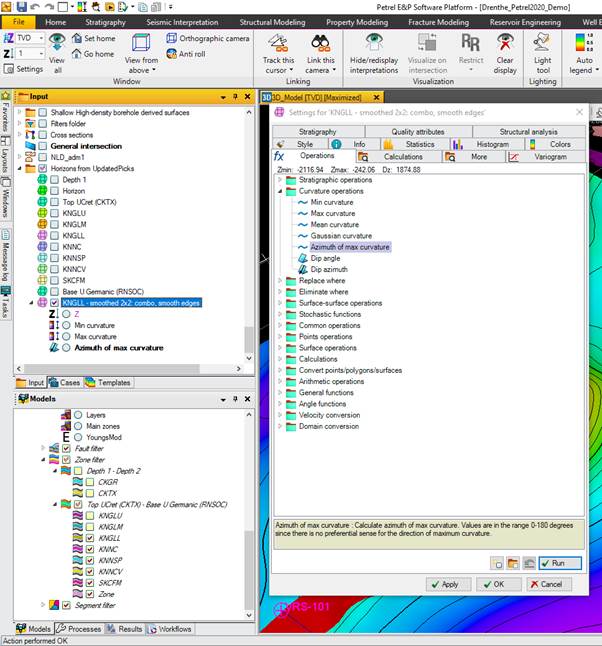 Petrel E&P Software Platform - [Drenthe_Petrel2020_Demo]
File Home Stratigraphy Seismic Interpretation Structural Modeling Property Modeling Fracture Modeling Reservoir Engineering Well E
TVD
1
Settings
View all
Set home
Go home
View from above
Orthographic camera
Anti roll
Window
Track this cursor
Link this camera
Linking
Hide/redisplay interpretations
Visualize on intersection
Restrict
Clear display
Visualization
Light tool
Lighting
1.0
0.5
0.0
Auto legend
Favorites
Layouts
Windows
Message log
Tasks
Input
Shallow High-density borehole derived surfaces
Filters folder
Cross sections
General intersection
NLD_adm1
Horizons from UpdatedPicks
Depth 1
Horizon
Top UCret (CKTX)
KNGLU
KNGLM
KNGLL
KNNC
KNNSP
KNNCV
SKCFM
Base U.Germanic (RNSOC)
KNGLL - smoothed 2x2: combo, smooth edges
Z
Min curvature
Max curvature
Azimuth of max curvature
Input Cases Templates
Models
Layers
Main zones
YoungsMod
Fault filter
Zone filter
Depth 1 - Depth 2
CKGR
CKTX
Top UCret (CKTX) - Base U.Germanic (RNSOC)
KNGLU
KNGLM
KNGLL
KNNC
KNNSP
KNNCV
SKCFM
Zone
Segment filter
Models Processes Results Workflows
Action performed OK
3D_Model [TVD] [Maximized]
Settings for 'KNGLL - smoothed 2x2: combo, smooth edges'
Stratigraphy Quality attributes Structural analysis
Style Info Statistics Histogram Colors
Operations Calculations More Variogram
Zmin: -2116.94 Zmax: -242.06 Dz: 1874.88
Stratigraphic operations
Curvature operations
Min curvature
Max curvature
Mean curvature
Gaussian curvature
Azimuth of max curvature
Dip angle
Dip azimuth
Replace where
Eliminate where
Surface-surface operations
Stochastic functions
Common operations
Points operations
Surface operations
Calculations
Convert points/polygons/surfaces
Arithmetic operations
General functions
Angle functions
Velocity conversion
Domain conversion
Azimuth of max curvature : Calculate azimuth of max curvature. Values are in the range 0-180 degrees
since there is no preferential sense for the direction of maximum curvature.
Run
Apply OK Cancel
RS-101